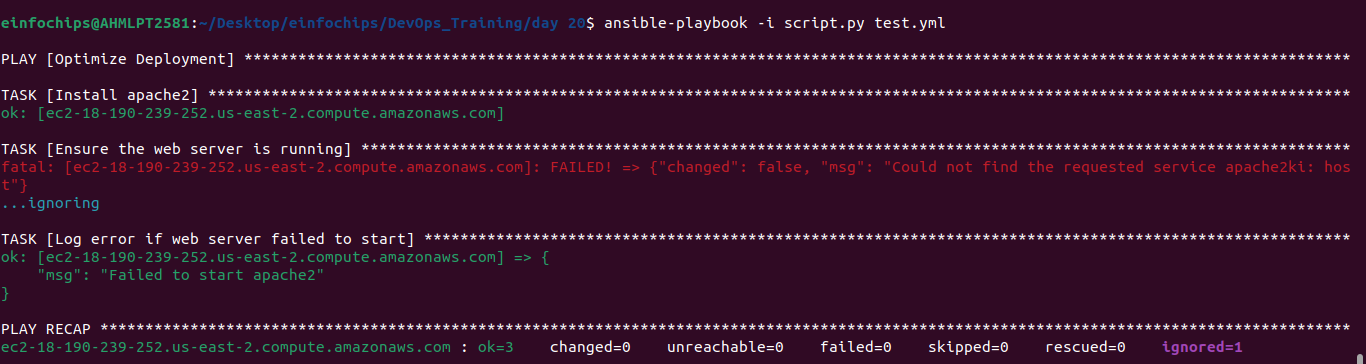 einfochips@AHMLPT2581:~/Desktop/einfochips/DevOps_Training/day 20$ ansible-playbook -i script.py test.yml
PLAY [Optimize Deployment] ***************************************************************************************************************************
TASK [Install apache2] *******************************************************************************************************************************
ok: [ec2-18-190-239-252.us-east-2.compute.amazonaws.com]
TASK [Ensure the web server is running] **************************************************************************************************************
fatal: [ec2-18-190-239-252.us-east-2.compute.amazonaws.com]: FAILED! => {"changed": false, "msg": "Could not find the requested service apache2ki: hos
t"}
...ignoring
TASK [Log error if web server failed to start] *******************************************************************************************************
ok: [ec2-18-190-239-252.us-east-2.compute.amazonaws.com] => {
    "msg": "Failed to start apache2"
}
PLAY RECAP *******************************************************************************************************************************************
ec2-18-190-239-252.us-east-2.compute.amazonaws.com : ok=3    changed=0    unreachable=0    failed=0    skipped=0    rescued=0    ignored=1